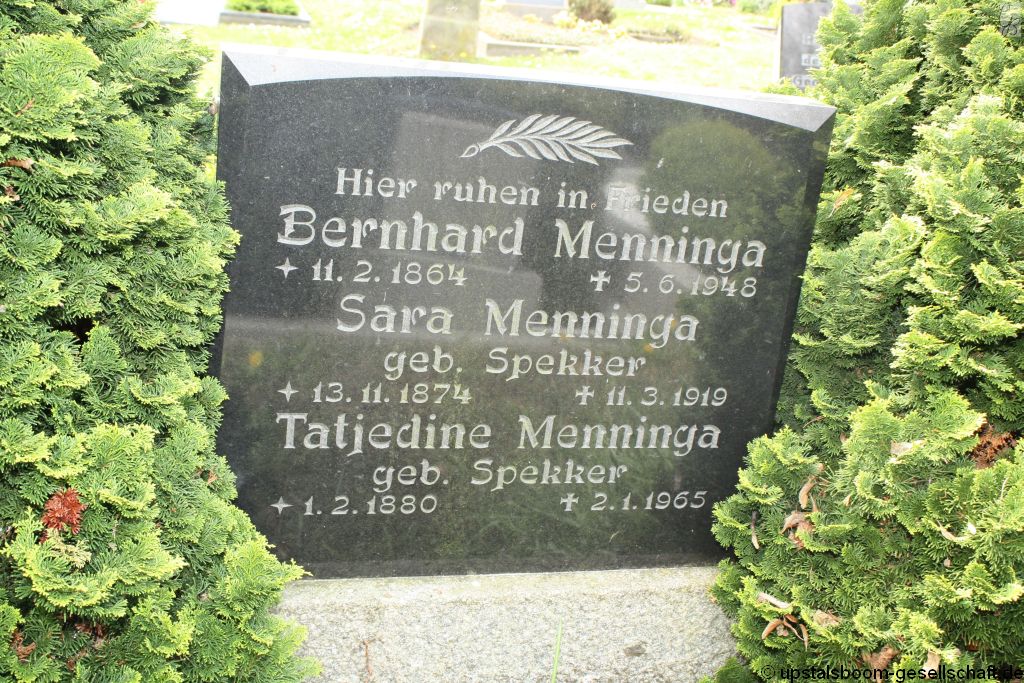 Hier ruhen in Frieden
Bernhard Menninga
11.2.1864 5.6.1948
Sara Menninga
geb. Spekker
13.11.1874 11.3.1919
Tatjedine Menninga
geb. Spekker
1.2.1880 2.1.1965
© upstalsboom-gesellschaft.de